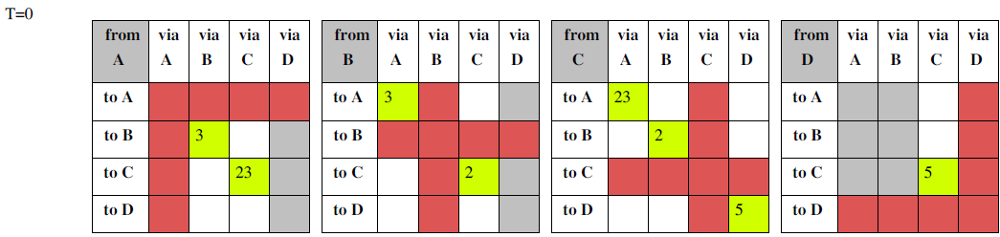 T=0
from A via A via B via C via D
to A
to B 3
to C 23
to D
from B via A via B via C via D
to A 3
to B
to C 2
to D
from C via A via B via C via D
to A 23
to B 2
to C
to D 5
from D via A via B via C via D
to A
to B
to C 5
to D